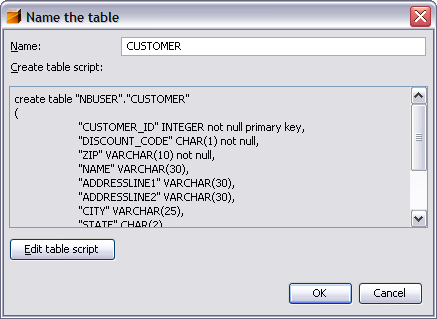 Name the table
Name: CUSTOMER
Create table script:
create table "NBUSER"."CUSTOMER"
(
"CUSTOMER_ID" INTEGER not null primary key,
"DISCOUNT_CODE" CHAR(1) not null,
"ZIP" VARCHAR(10) not null,
"NAME" VARCHAR(30),
"ADDRESSLINE1" VARCHAR(30),
"ADDRESSLINE2" VARCHAR(30),
"CITY" VARCHAR(25),
"STATE" CHAR(2)
Edit table script
OK Cancel